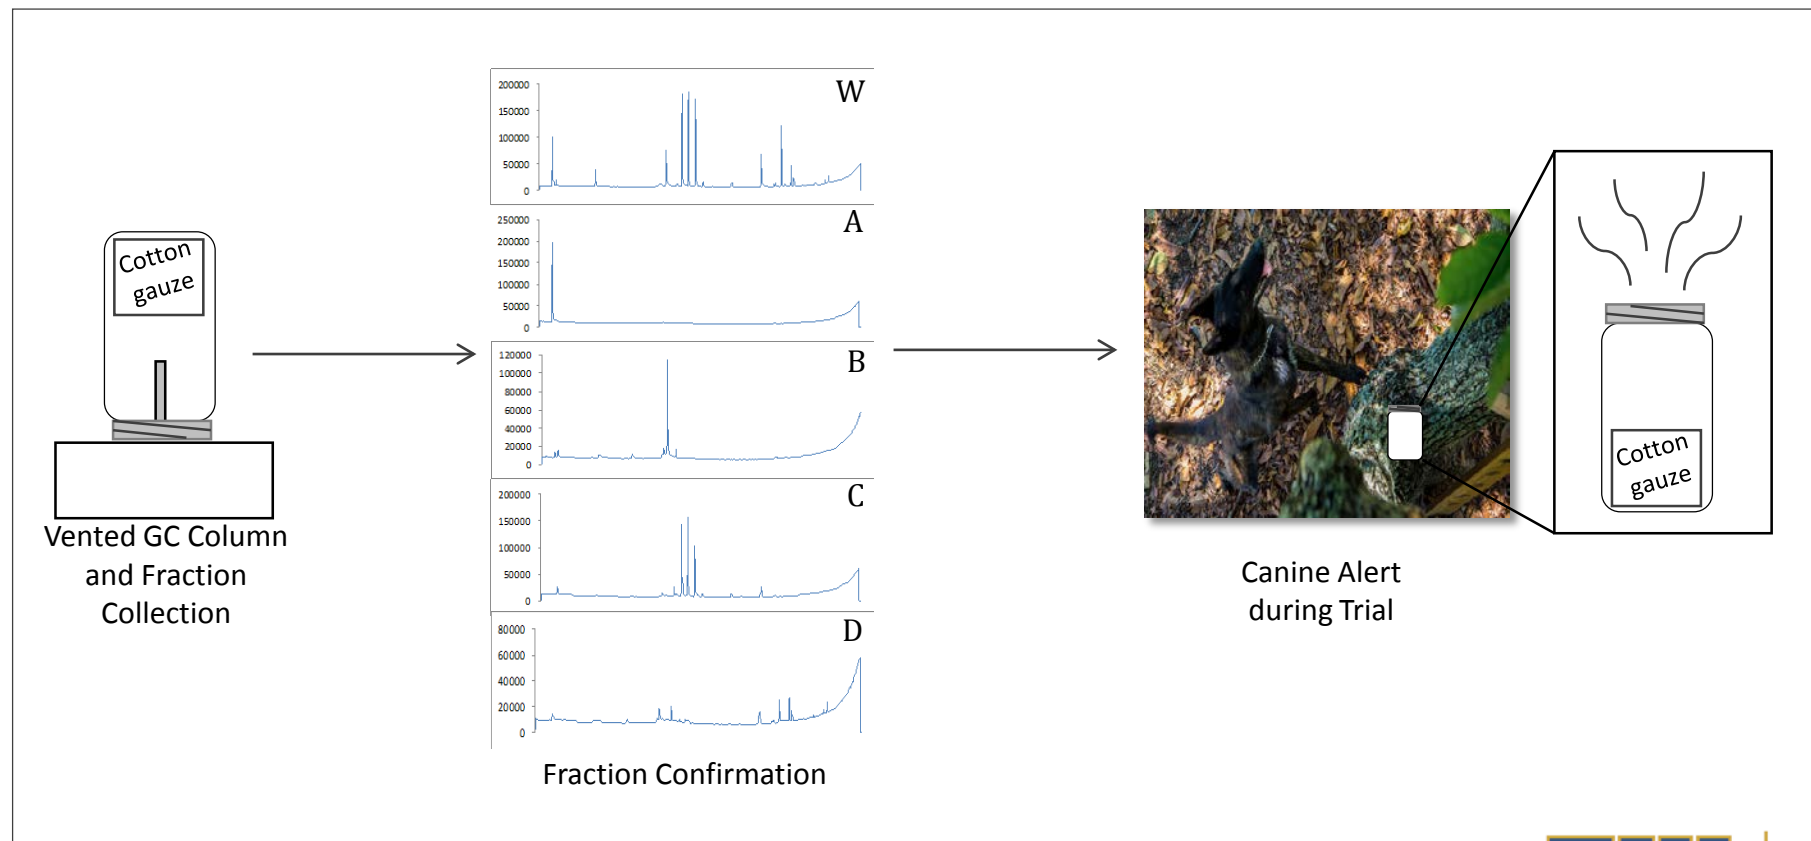 Cotton
gauze
Vented GC Column
and Fraction
Collection
W
200000
150000
100000
50000
0
A
250000
200000
150000
100000
50000
0
B
120000
100000
80000
60000
40000
20000
0
C
200000
150000
100000
50000
0
D
80000
60000
40000
20000
0
Fraction Confirmation
Canine Alert
during Trial
Cotton
gauze